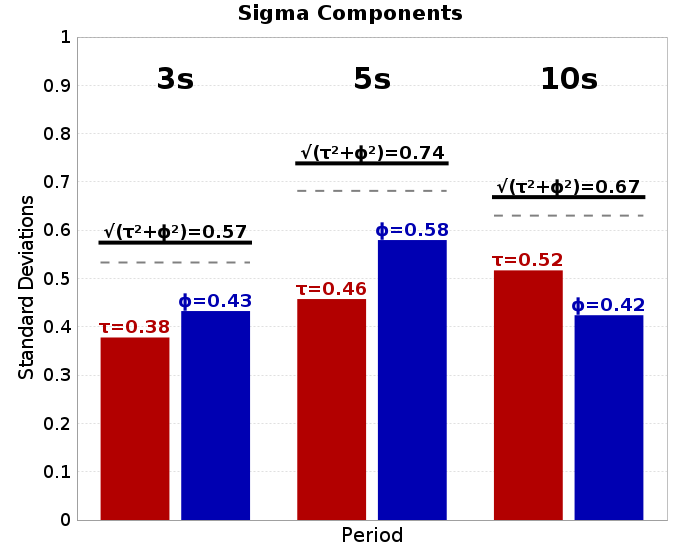 Sigma Components
1
0.9
0.8
0.7
0.6
0.5
0.4
0.3
0.2
0.1
0
Standard Deviations
3s
5s
10s
√(τ²+ϕ²)=0.57
√(τ²+ϕ²)=0.74
√(τ²+ϕ²)=0.67
τ=0.38
ϕ=0.43
τ=0.46
ϕ=0.58
τ=0.52
ϕ=0.42
Period